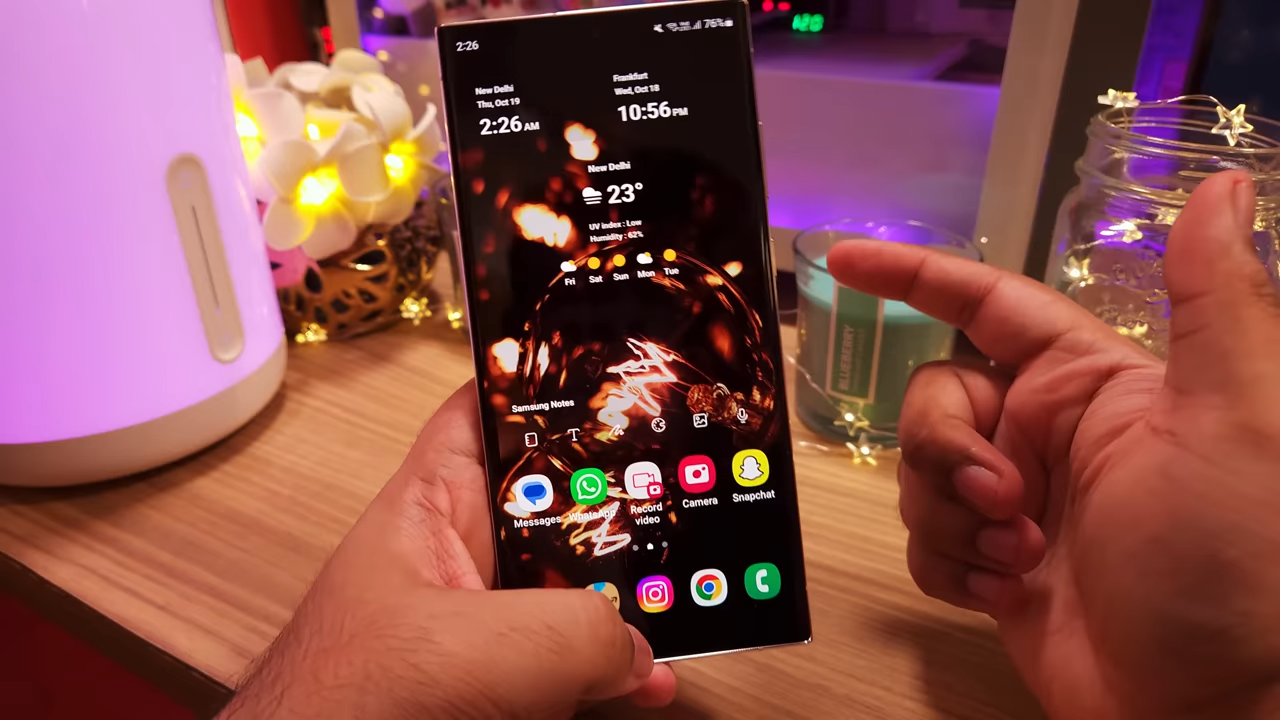 2:26
76%
120
New Delhi
Thu, Oct 19
2:26 AM
Frankfurt
Wed, Oct 18
10:56 PM
New Delhi
23°
UV index : Low
Humidity : 62%
Fri Sat Sun Mon Tue
Samsung Notes
T
Messages WhatsApp Record video Camera Snapchat
BLUEBERRY